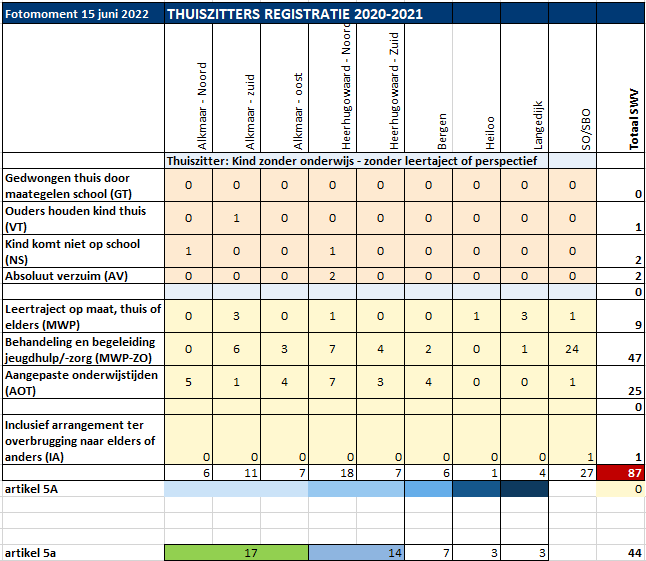 Fotomoment 15 juni 2022 THUISZITTERS REGISTRATIE 2020-2021
Alkmaar - Noord Alkmaar - zuid Alkmaar - oost Heerhugowaard - Noord Heerhugowaard - Zuid Bergen Heiloo Langedijk SO/SBO Totaal SWV
Thuiszitter: Kind zonder onderwijs - zonder leertaject of perspectief
Gedwongen thuis door
maategelen school (GT) 0 0 0 0 0 0 0 0 0 0
Ouders houden kind thuis
(VT) 0 1 0 0 0 0 0 0 0 1
Kind komt niet op school
(NS) 1 0 0 1 0 0 0 0 0 2
Absoluut verzuim (AV) 0 0 0 2 0 0 0 0 0 2
0
Leertraject op maat, thuis of
elders (MWP) 0 3 0 1 0 0 1 3 1 9
Behandeling en begeleiding
jeugdhulp/-zorg (MWP-ZO) 0 6 3 7 4 2 0 1 24 47
Aangepaste onderwijstijden
(AOT) 5 1 4 7 3 4 0 0 1 25
0
Inclusief arrangement ter
overbrugging naar elders of
anders (IA) 0 0 0 0 0 0 0 0 1 1
6 11 7 18 7 6 1 4 27 87
artikel 5A 0
artikel 5a 17 14 7 3 3 44